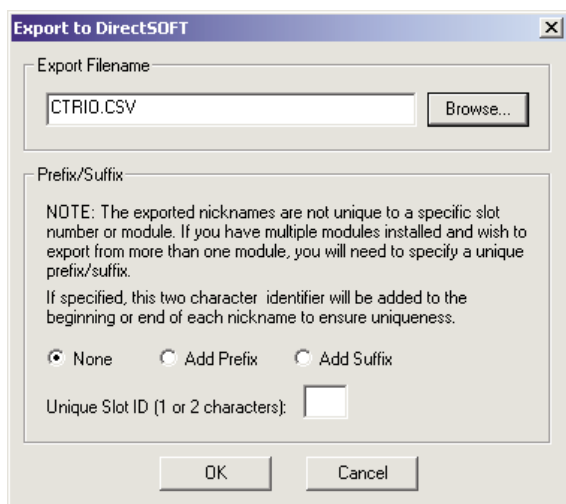 Export to DirectSOFT
Export Filename
CTRIO.CSV
Browse...
Prefix/Suffix
NOTE: The exported nicknames are not unique to a specific slot
number or module. If you have multiple modules installed and wish to
export from more than one module, you will need to specify a unique
prefix/suffix.
If specified, this two character identifier will be added to the
beginning or end of each nickname to ensure uniqueness.
None Add Prefix Add Suffix
Unique Slot ID (1 or 2 characters):
OK Cancel